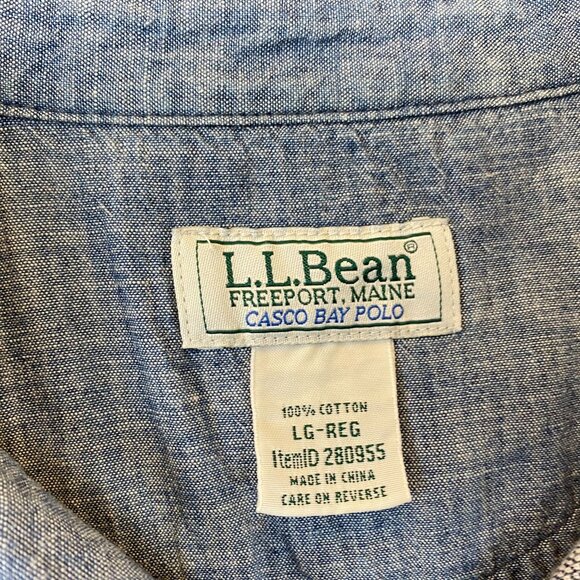 L.L.Bean®
FREEPORT, MAINE
CASCO BAY POLO
100% COTTON
LG-REG
ItemID 280955
MADE IN CHINA
CARE ON REVERSE